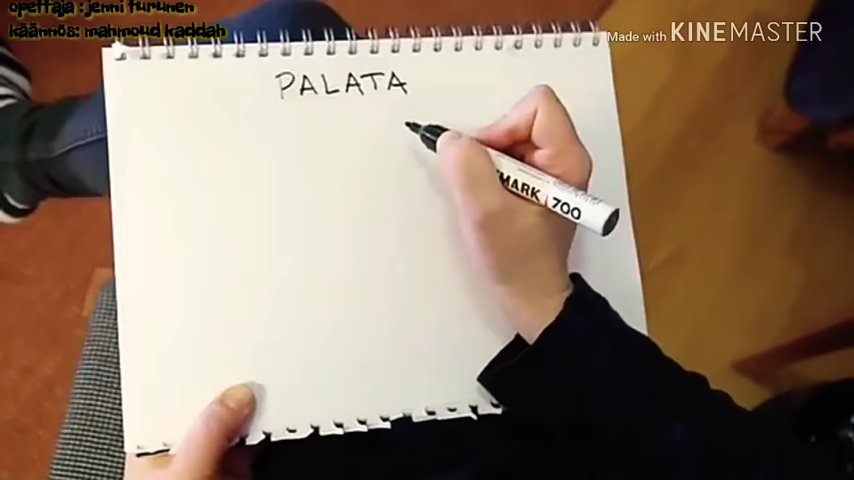 opettaja :jenni turunen
käännös: mahmoud kaddah
Made with KINEMASTER
PALATA
MARK 700